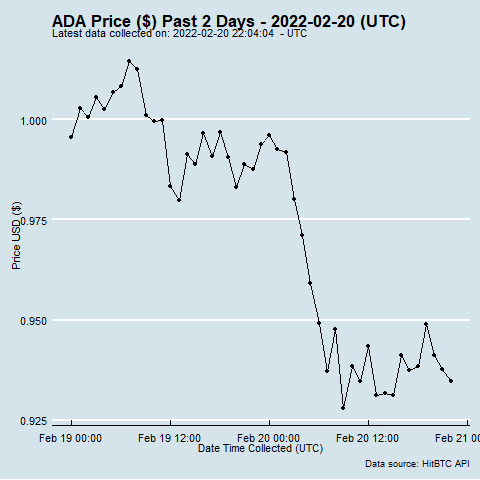 ADA Price ($) Past 2 Days - 2022-02-20 (UTC)
Latest data collected on: 2022-02-20 22:04:04 - UTC
1.000
0.975
Price USD ($)
0.950
0.925
Feb 19 00:00 Feb 19 12:00 Feb 20 00:00 Feb 20 12:00 Feb 21 00
Date Time Collected (UTC)
Data source: HitBTC API